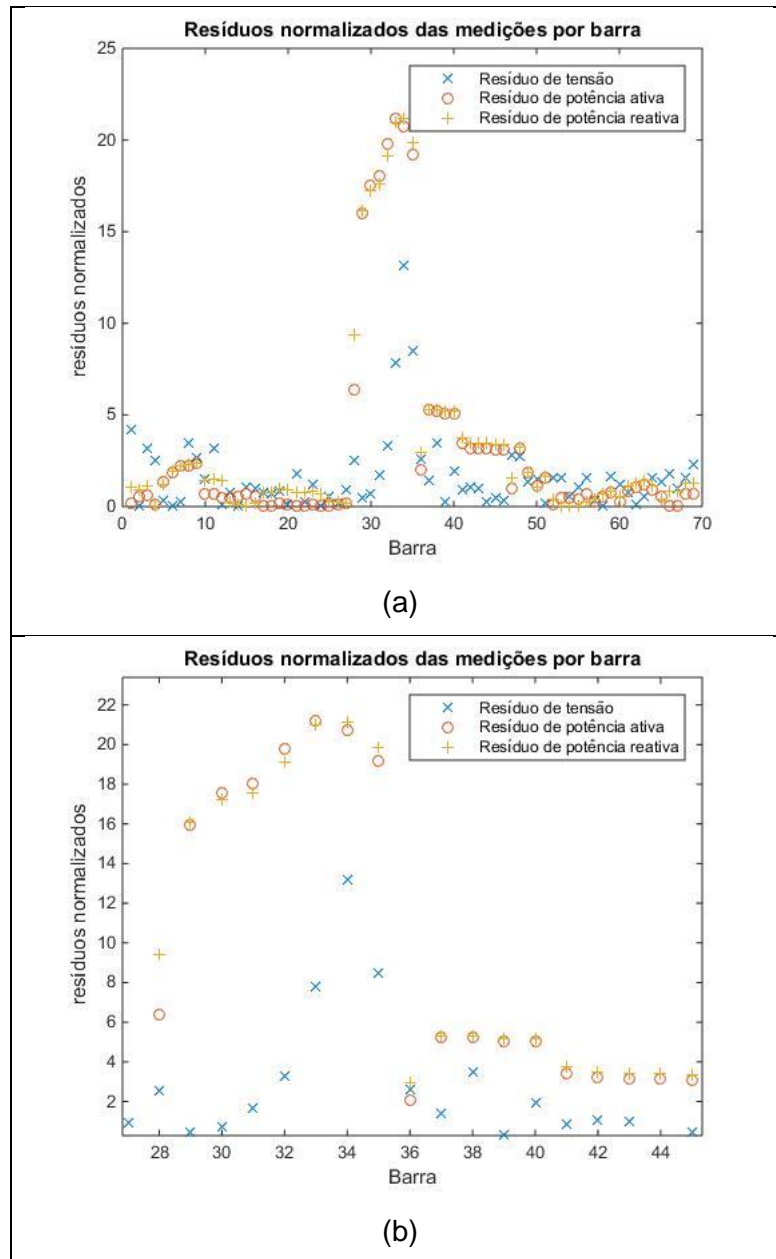 Resíduos normalizados das medições por barra
25
20
15
10
5
0
resíduos normalizados
Resíduo de tensão
Resíduo de potência ativa
Resíduo de potência reativa
0 10 20 30 40 50 60 70
Barra
(a)
Resíduos normalizados das medições por barra
22
20
18
16
14
12
10
8
6
4
2
resíduos normalizados
Resíduo de tensão
Resíduo de potência ativa
Resíduo de potência reativa
28 30 32 34 36 38 40 42 44
Barra
(b)